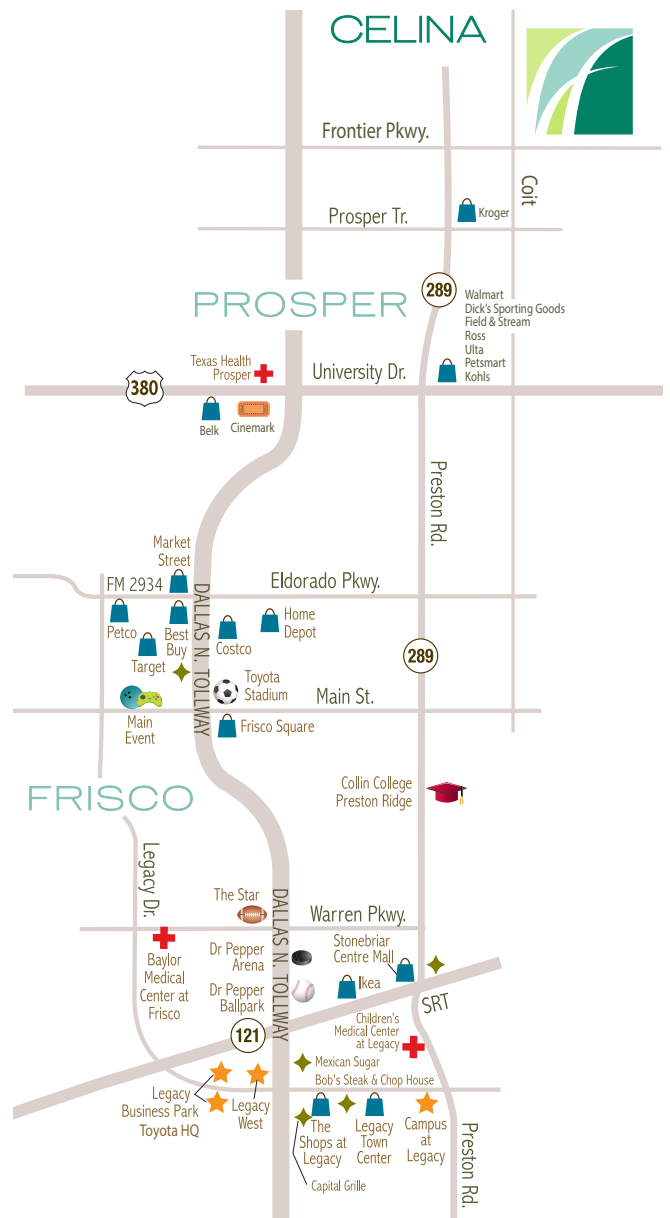 CELINA
Frontier Pkwy.
Coit
Kroger
Prosper Tr.
PROSPER
289
Walmart
Dick's Sporting Goods
Field & Stream
Ross
Ulta
Petsmart
Kohls
Texas Health
Prosper
University Dr.
380
Belk
Cinemark
Preston Rd.
Market
Street
FM 2934
Eldorado Pkwy.
DALLAS N. TOLLWAY
Petco
Best
Buy
Target
Costco
Home
Depot
289
Toyota
Stadium
Main St.
Main
Event
Frisco Square
Collin College
Preston Ridge
FRISCO
Legacy Dr.
The Star
DALLAS N. TOLLWAY
Warren Pkwy.
Baylor
Medical
Center at
Frisco
Dr Pepper
Arena
Stonebriar
Centre Mall
Dr Pepper
Ballpark
Ikea
SRT
121
Children's
Medical Center
at Legacy
Mexican Sugar
Bob's Steak & Chop House
Legacy
Business Park
Toyota HQ
Legacy
West
The
Shops at
Legacy
Legacy
Town
Center
Campus
at
Legacy
Preston Rd.
Capital Grille